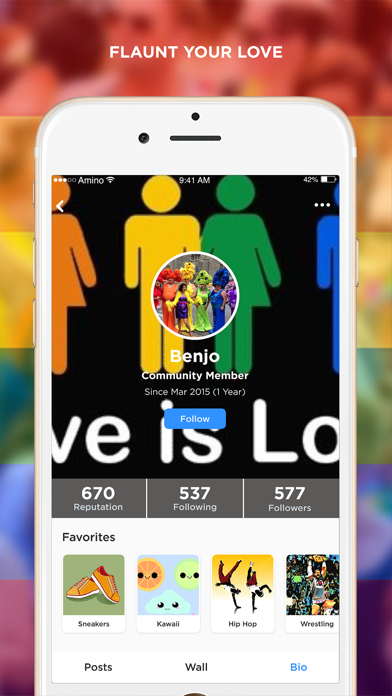 FLAUNT YOUR LOVE
Amino 9:41 AM 42%
Benjo
Community Member
Since Mar 2015 (1 Year)
Follow
ve is Lo
670 537 577
Reputation Following Followers
Favorites
Sneakers Kawaii Hip Hop Wrestling
Posts Wall Bio